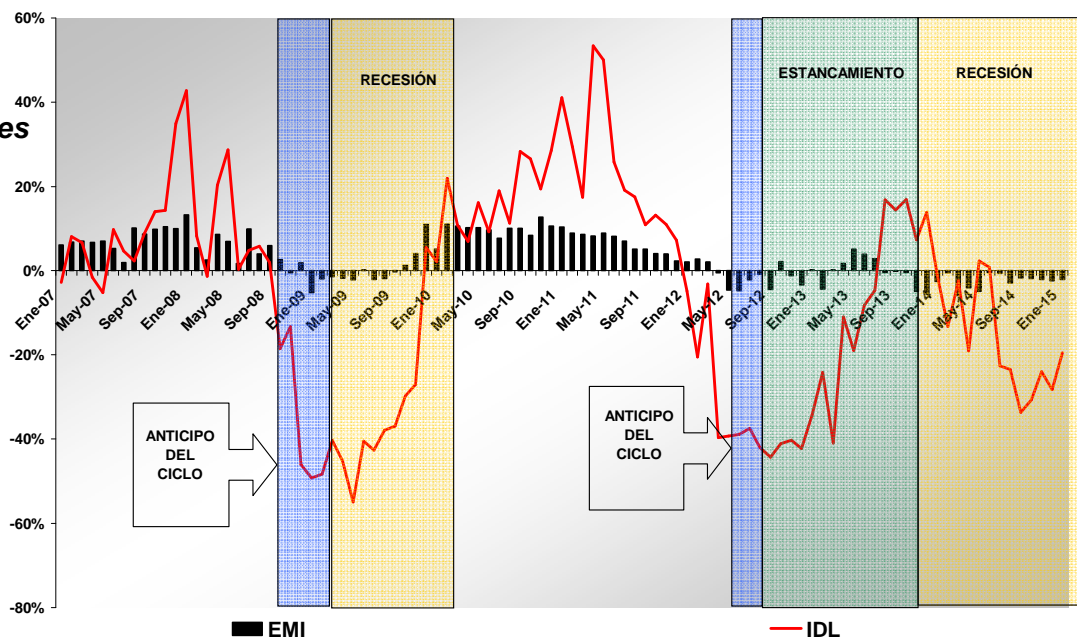 60%
40%
20%
0%
-20%
-40%
-60%
-80%
es
RECESIÓN
ESTANCAMIENTO
RECESIÓN
Ene-07
May-07
Sep-07
Ene-08
May-08
Sep-08
Ene-09
May-09
Sep-09
Ene-10
May-10
Sep-10
Ene-11
May-11
Sep-11
Ene-12
May-12
Sep-12
Ene-13
May-13
Sep-13
Ene-14
May-14
Sep-14
Ene-15
ANTICIPO
DEL
CICLO
ANTICIPO
DEL
CICLO
EMI
IDL